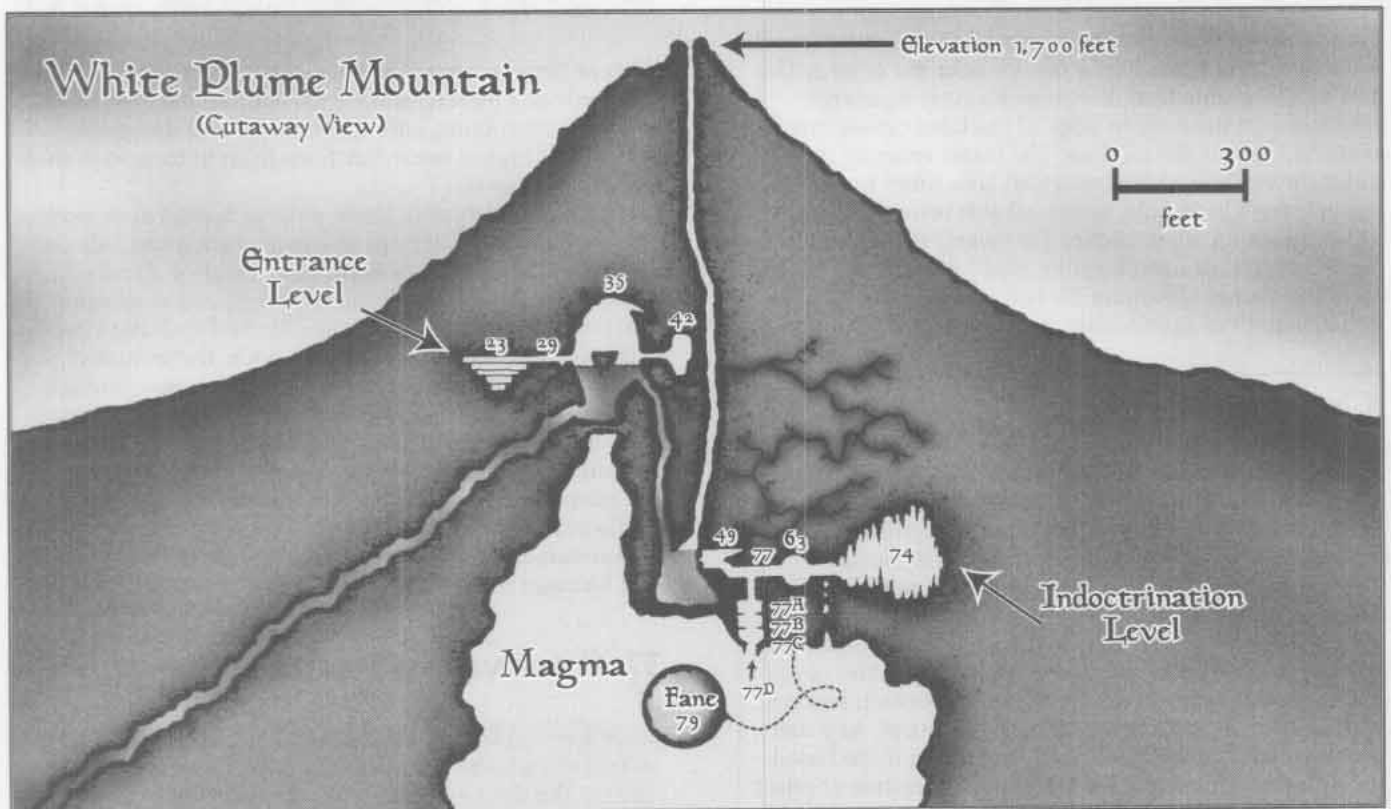 White Plume Mountain
(Cutaway View)
Elevation 1,700 feet
0 300
feet
Entrance
Level
35
42
23
29
49
77
63
74
77A
77B
77C
77D
Indoctrination
Level
Magma
Fane
79